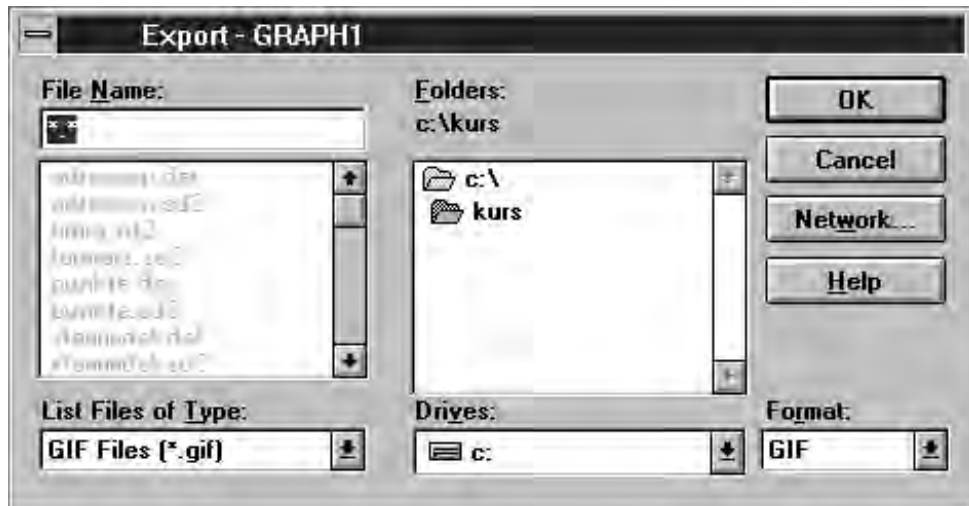 Export - GRAPH1
File Name:
*.*
List Files of Type:
GIF Files (*.gif)
Folders:
c:\kurs
c:\
kurs
Drives:
c:
OK
Cancel
Network...
Help
Format:
GIF